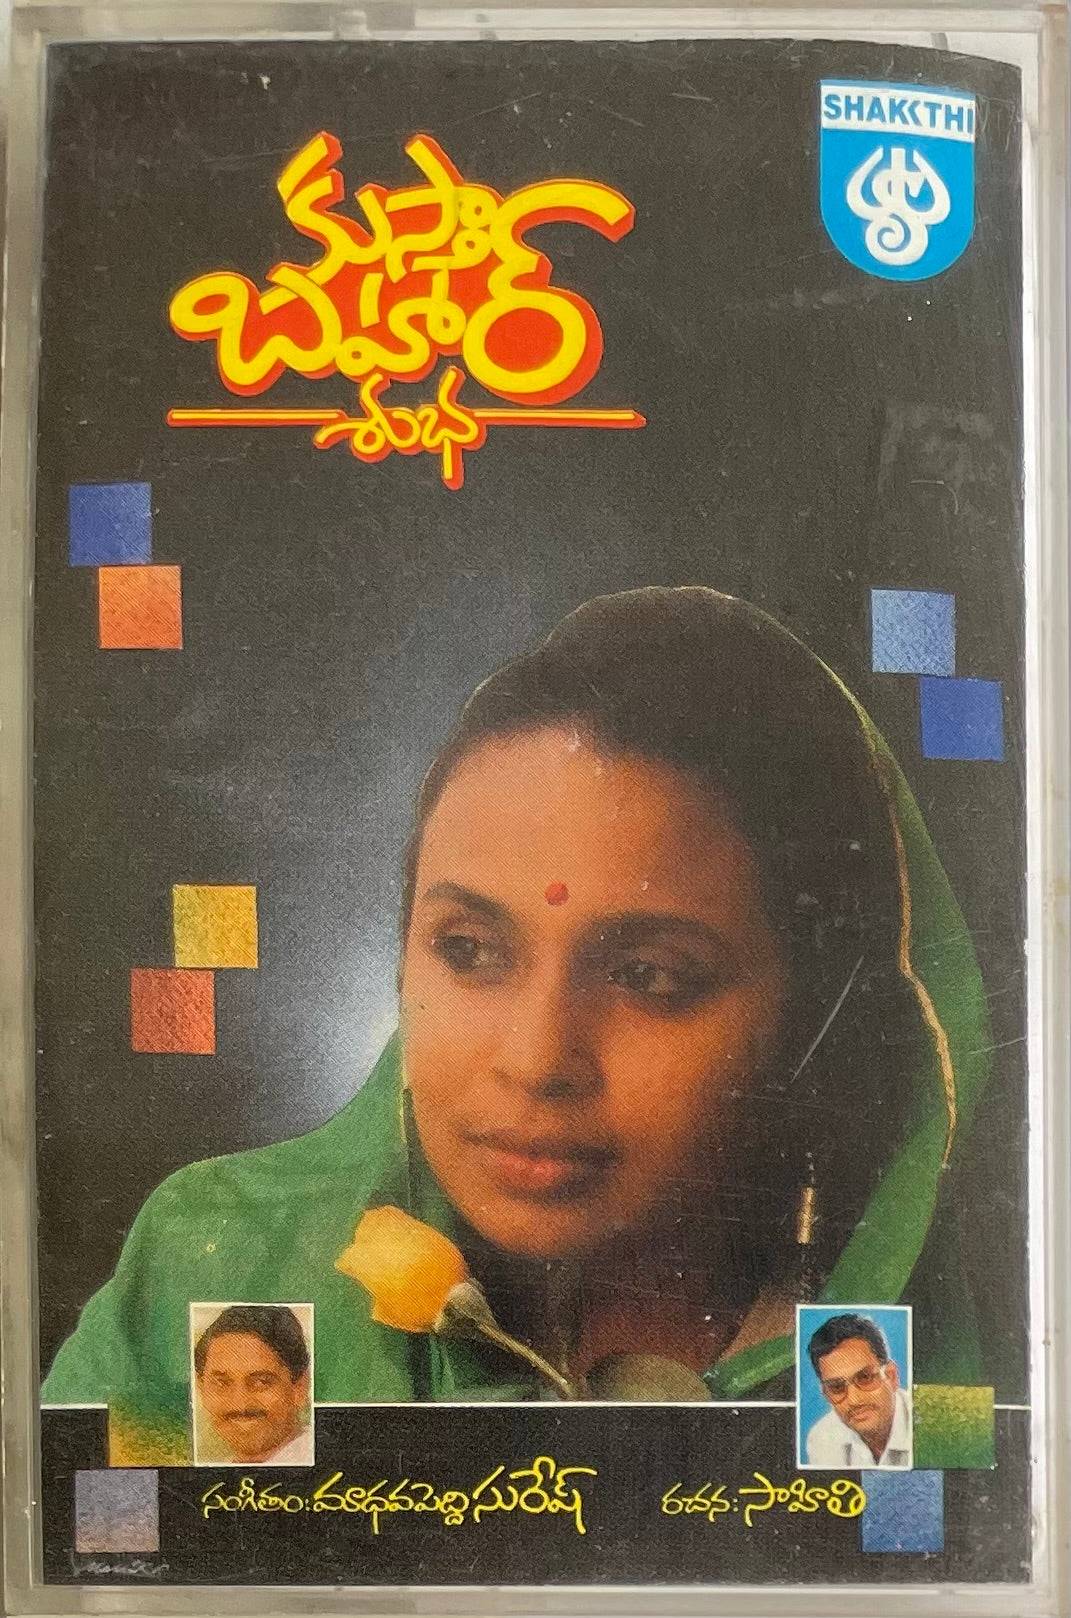 SHAKTHI
కుస్తార్
బహార్
శుభ
సంగీతం: మాధవపెద్ది సురేష్
రచన: సాహితి